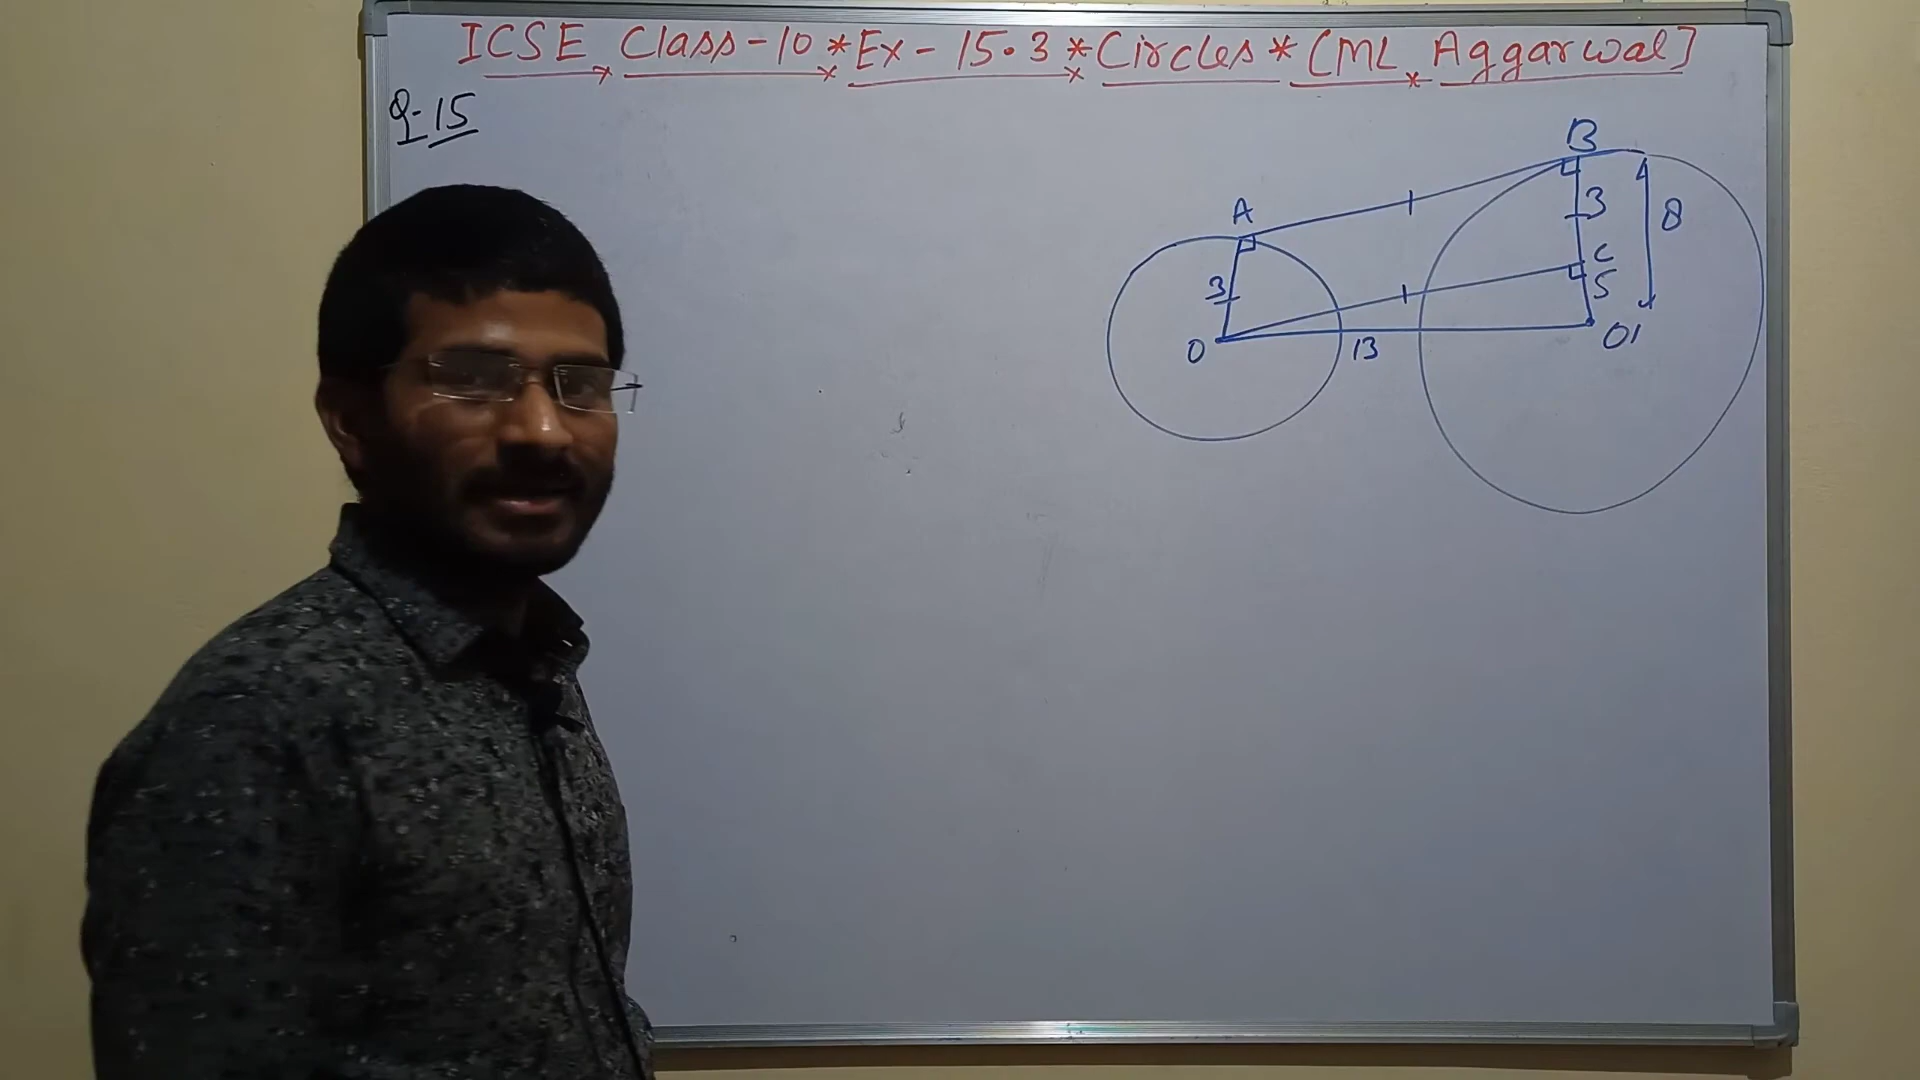 ICSE Class-10 * Ex-15.3 * Circles * [ML Aggarwal]
Q-15
B
3
8
A
C
5
3
O
13
O1